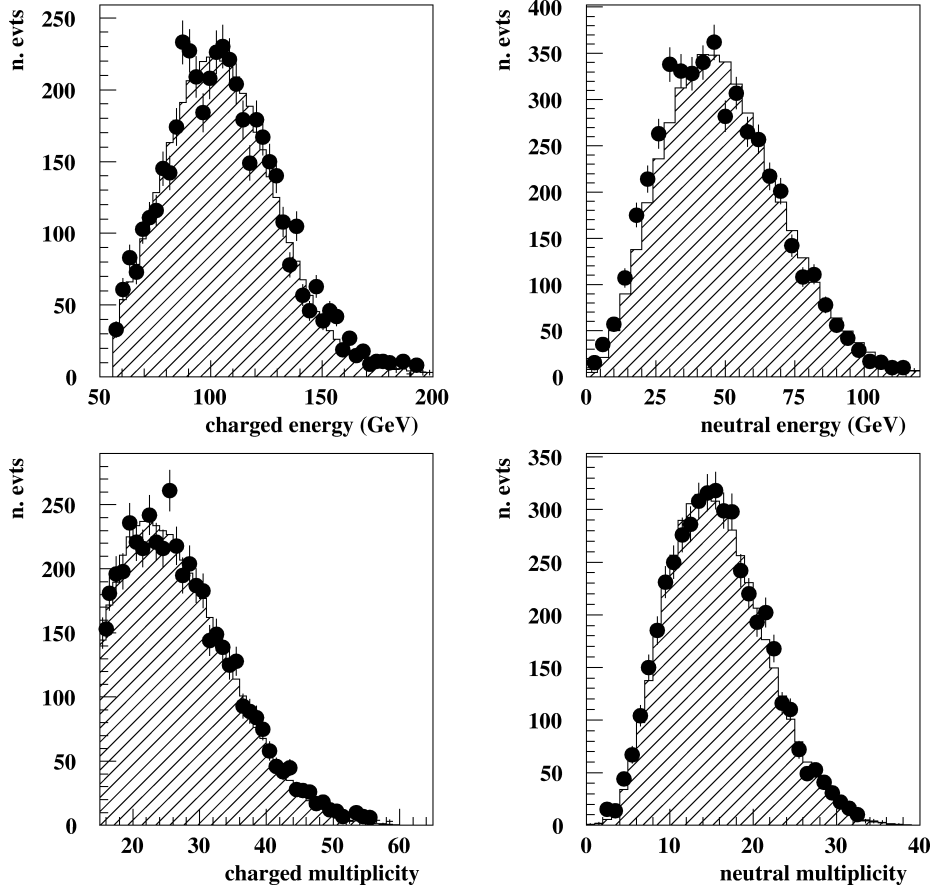 n. evts
250
200
150
100
50
0
50 100 150 200
charged energy (GeV)
n. evts
400
350
300
250
200
150
100
50
0
0 25 50 75 100
neutral energy (GeV)
n. evts
250
200
150
100
50
0
20 30 40 50 60
charged multiplicity
n. evts
350
300
250
200
150
100
50
0
0 10 20 30 40
neutral multiplicity